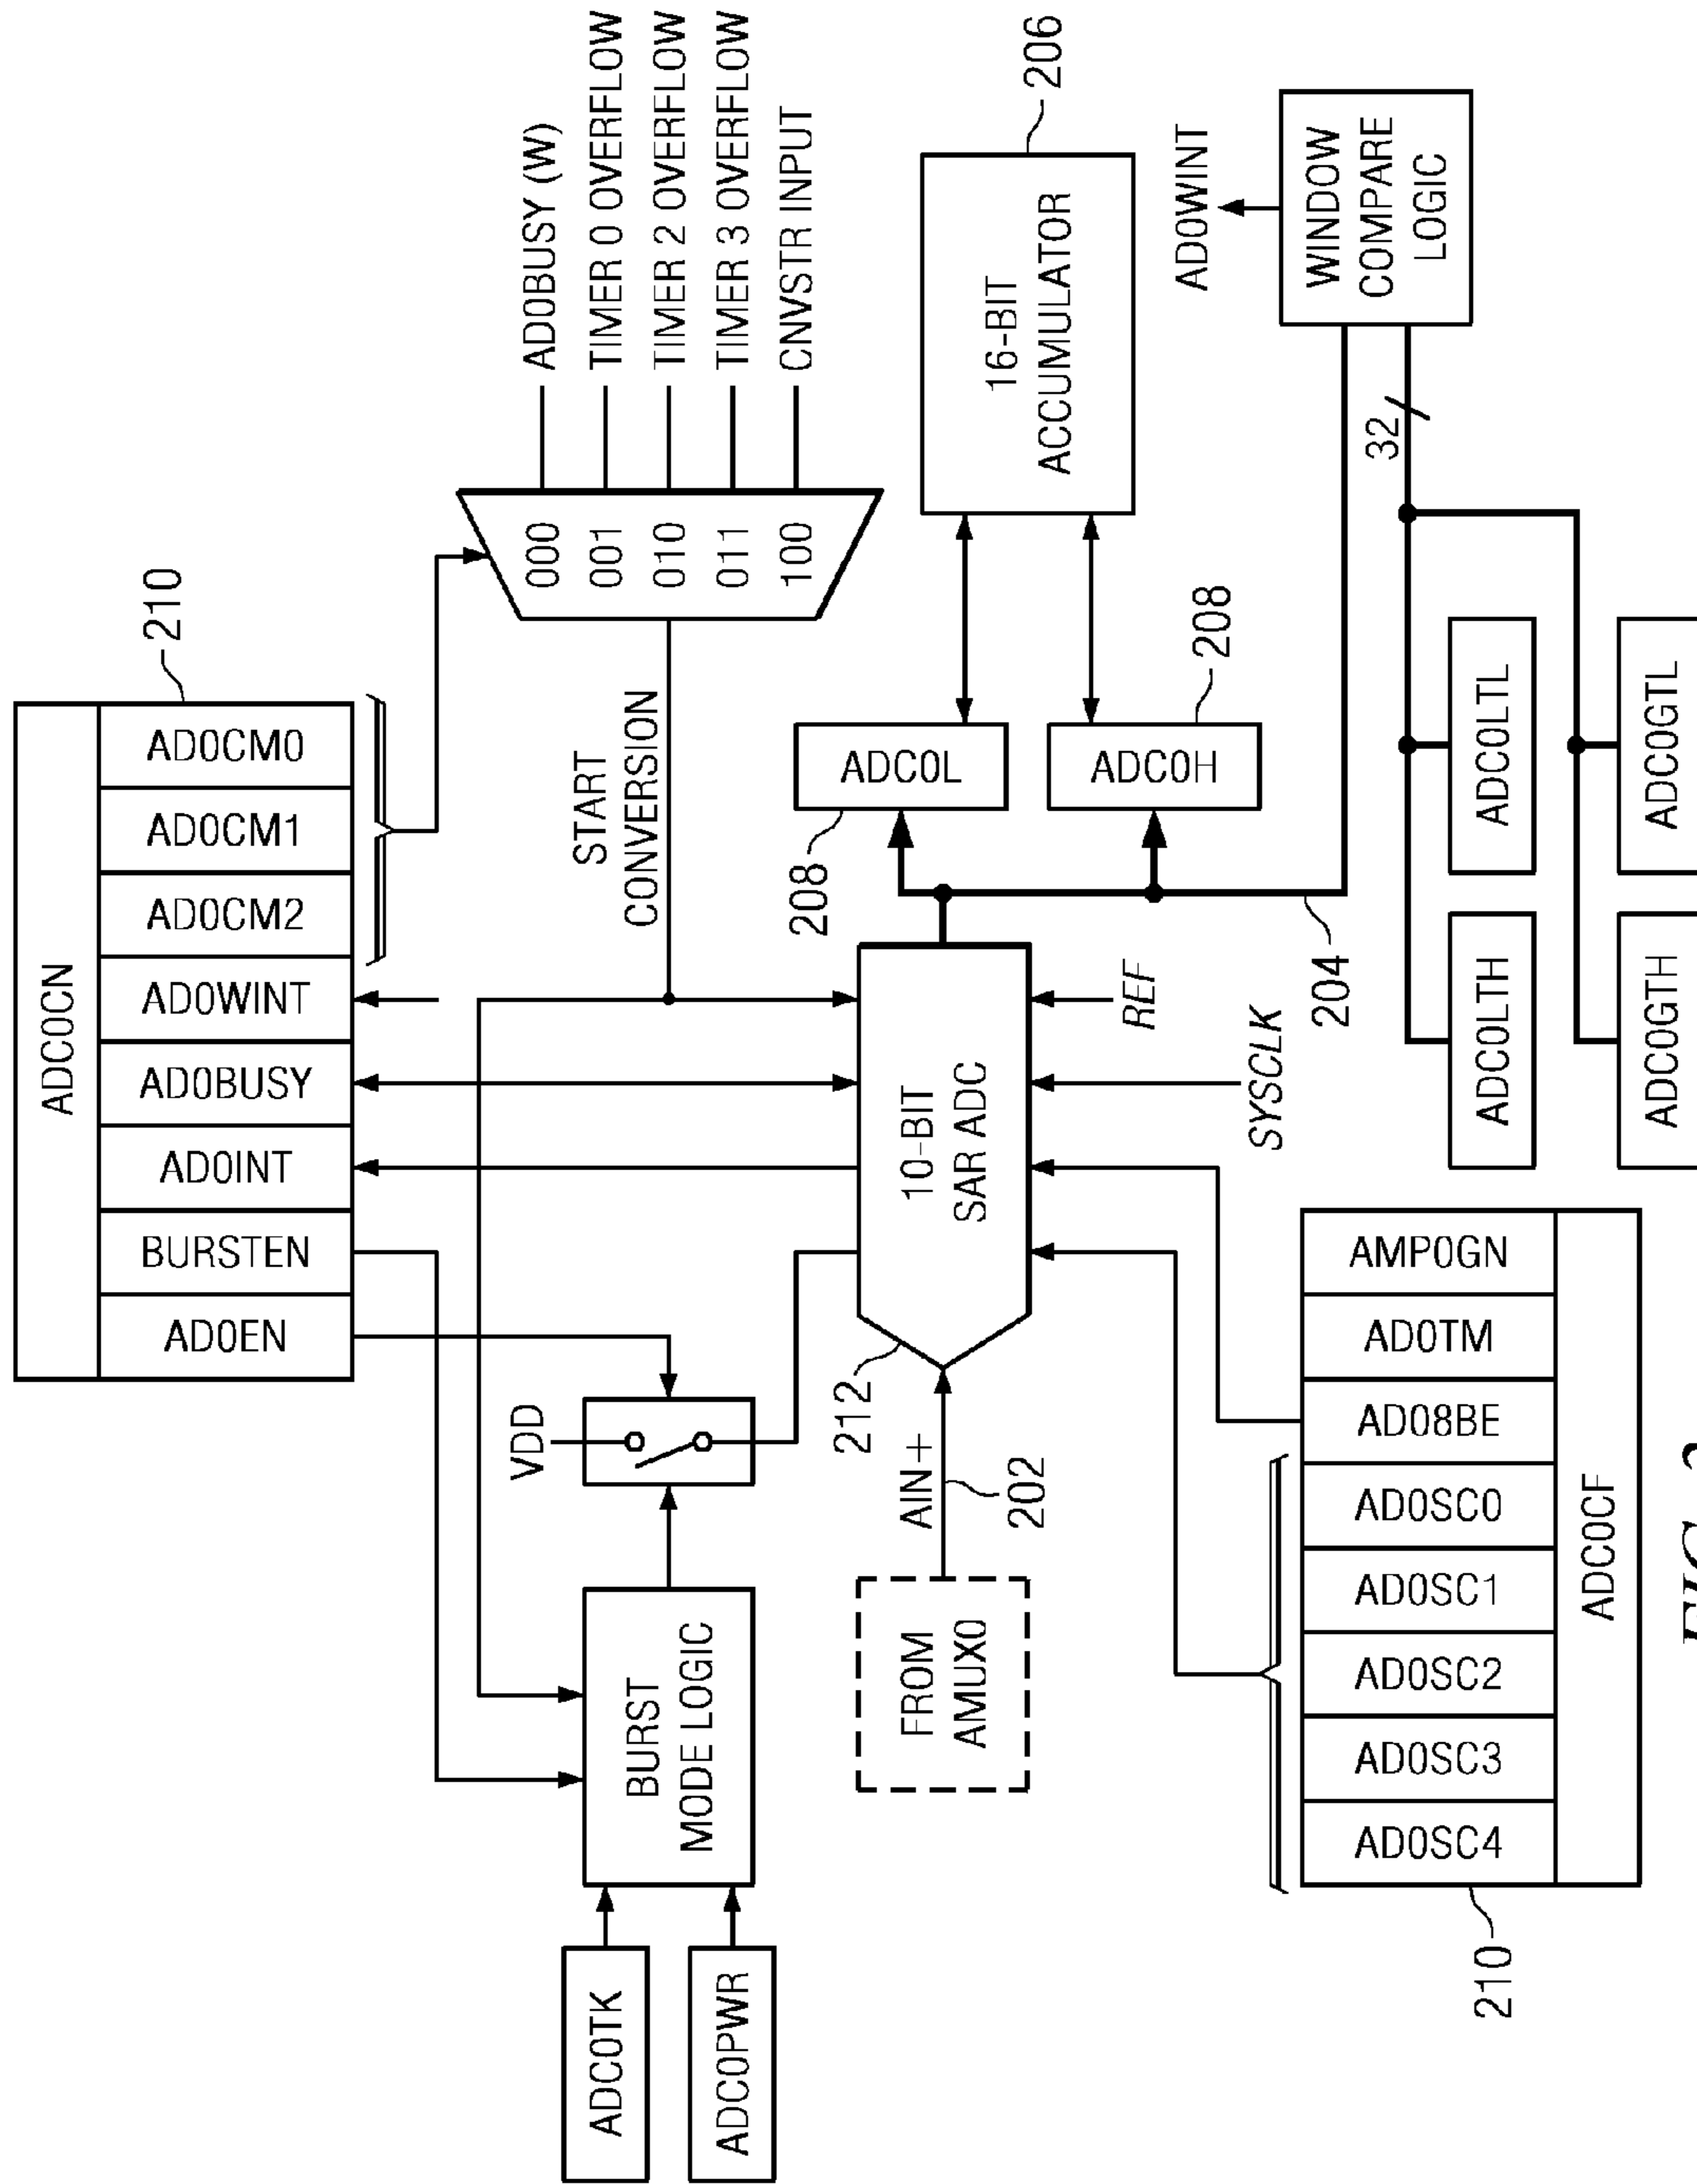 ADC0CN
AD0EN
BURSTEN
AD0INT
AD0BUSY
AD0WINT
AD0CM2
AD0CM1
AD0CM0
210
VDD
START
CONVERSION
000
001
010
011
100
AD0BUSY (W)
TIMER 0 OVERFLOW
TIMER 2 OVERFLOW
TIMER 3 OVERFLOW
CNVSTR INPUT
ADC0TK
ADC0PWR
BURST
MODE LOGIC
FROM
AMUX0
AIN+
202
212
10-BIT
SAR ADC
REF
SYSCLK
208
ADC0L
ADC0H
208
16-BIT
ACCUMULATOR
206
204
AD0WINT
WINDOW
COMPARE
LOGIC
32
210
AD0SC4
AD0SC3
AD0SC2
AD0SC1
AD0SC0
AD08BE
AD0TM
AMP0GN
ADC0CF
ADC0LTH
ADC0LTL
ADC0GTH
ADC0GTL